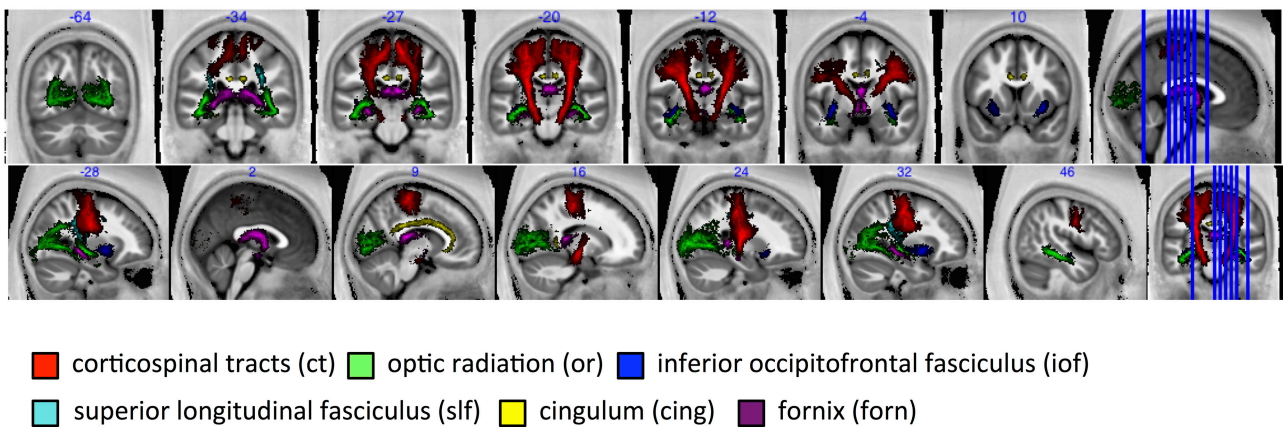 -64 -34 -27 -20 -12 -4 10
-28 2 9 16 24 32 46
corticospinal tracts (ct) optic radiation (or) inferior occipitofrontal fasciculus (iof)
superior longitudinal fasciculus (slf) cingulum (cing) fornix (forn)